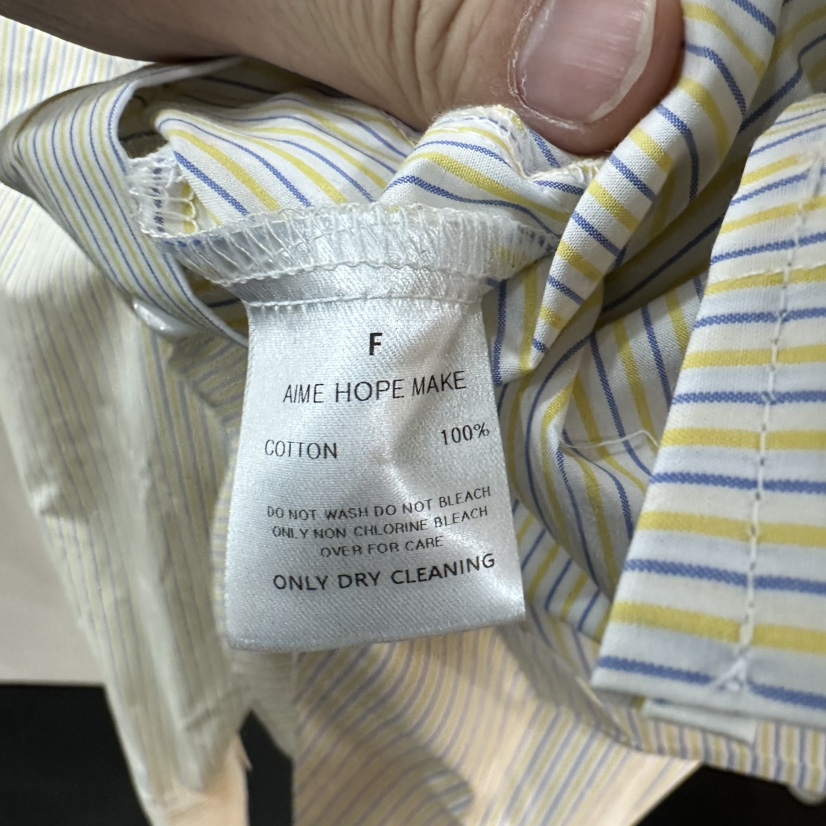 F
AIME HOPE MAKE
COTTON 100%
DO NOT WASH DO NOT BLEACH
ONLY NON CHLORINE BLEACH
OVER FOR CARE
ONLY DRY CLEANING